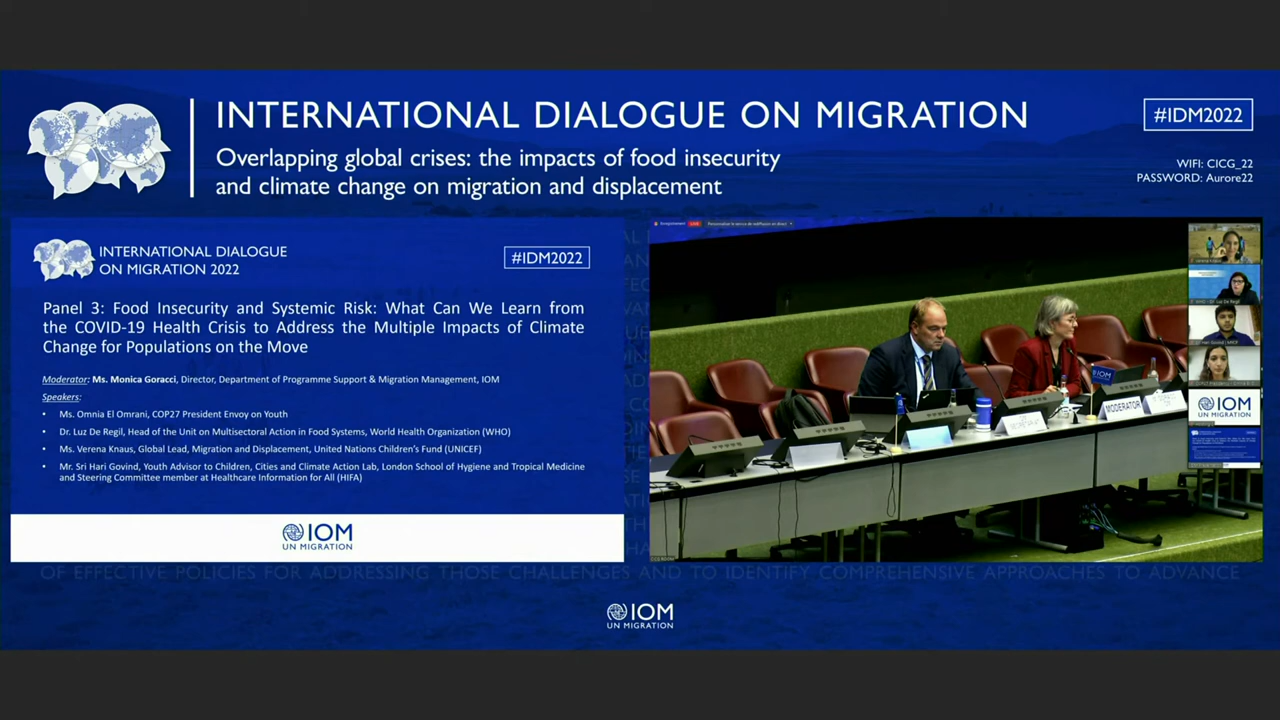 INTERNATIONAL DIALOGUE ON MIGRATION
Overlapping global crises: the impacts of food insecurity
and climate change on migration and displacement
#IDM2022
WIFI: CICG_22
PASSWORD: Aurore22
INTERNATIONAL DIALOGUE
ON MIGRATION 2022
#IDM2022
Panel 3: Food Insecurity and Systemic Risk: What Can We Learn from
the COVID-19 Health Crisis to Address the Multiple Impacts of Climate
Change for Populations on the Move
Moderator: Ms. Monica Goracci, Director, Department of Programme Support & Migration Management, IOM
Speakers:
• Ms. Omnia El Omrani, COP27 President Envoy on Youth
• Dr. Luz De Regil, Head of the Unit on Multisectoral Action in Food Systems, World Health Organization (WHO)
• Ms. Verena Knaus, Global Lead, Migration and Displacement, United Nations Children's Fund (UNICEF)
• Mr. Sri Hari Govind, Youth Advisor to Children, Cities and Climate Action Lab, London School of Hygiene and Tropical Medicine
and Steering Committee member at Healthcare Information for All (HIFA)
IOM
UN MIGRATION
LIVE
IOM
MODERATOR
IOM
UN MIGRATION
OF EFFECTIVE POLICIES FOR ADDRESSING THOSE CHALLENGES AND TO IDENTIFY COMPREHENSIVE APPROACHES TO ADVANCE
IOM
UN MIGRATION